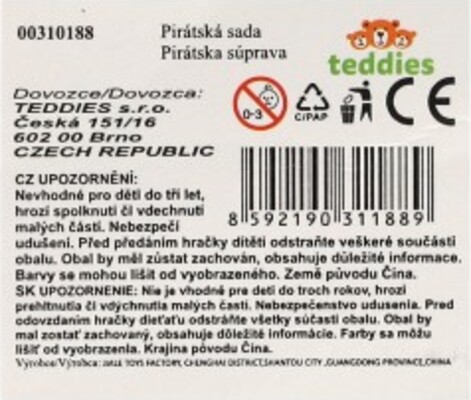 00310188
Pirátská sada
Pirátska súprava
teddies
Dovozce/Dovozca:
TEDDIES s.r.o.
Česká 151/16
602 00 Brno
CZECH REPUBLIC
0-3
C/PAP
CE
CZ UPOZORNĚNÍ:
Nevhodné pro děti do tří let,
hrozí spolknutí či vdechnutí
malých částí. Nebezpečí
udušení. Před předáním hračky dítěti odstraňte veškeré součásti
obalu. Obal by měl zůstat zachován, obsahuje důležité informace.
Barvy se mohou lišit od vyobrazeného. Země původu Čína.
8 592190 311889
SK UPOZORNENIE: Nie je vhodné pre deti do troch rokov, hrozí
prehltnutia či vdýchnutia malých častí. Nebezpečenstvo udusenia. Pred
odovzdaním hračky dieťaťu odstráňte všetky súčasti obalu. Obal by
mal zostať zachovaný, obsahuje dôležité informácie. Farby sa môžu
líšiť od vyobrazenia. Krajina pôvodu Čína.
Výrobce/Výrobca: TOYS FACTORY, CHENGHAI DISTRICT,SHANTOU CITY ,GUANGDONG PROVINCE,CHINA